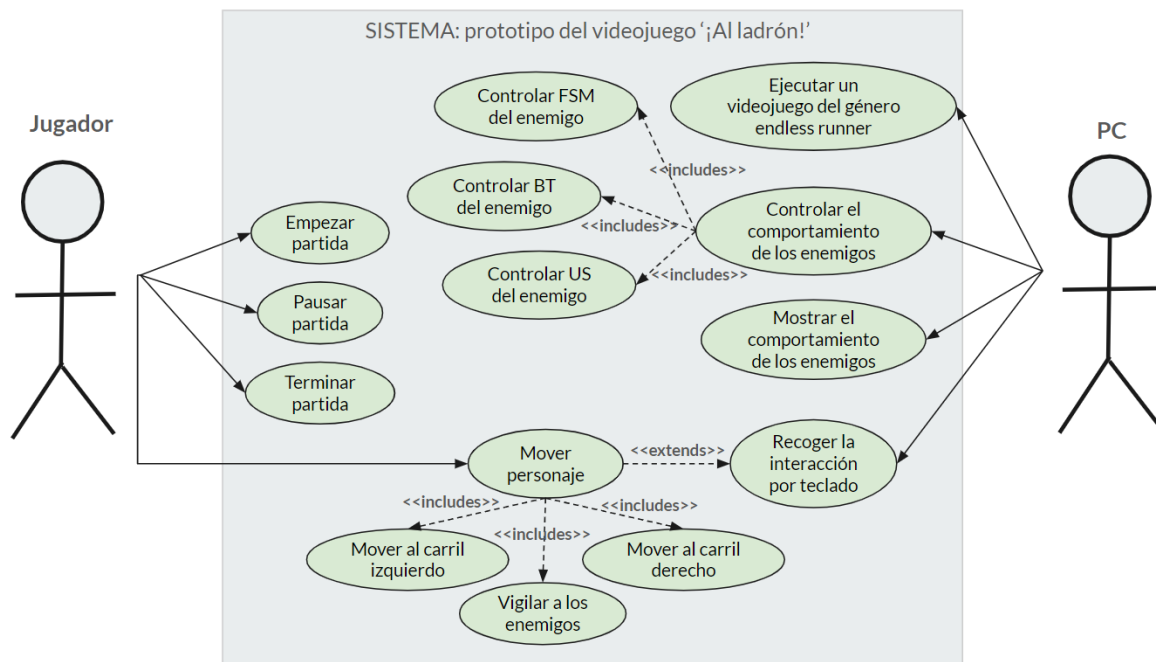 SISTEMA: prototipo del videojuego ‘¡Al ladrón!’
Jugador
PC
Controlar FSM
del enemigo
Ejecutar un
videojuego del género
endless runner
<<includes>>
Controlar BT
del enemigo
<<includes>>
Controlar el
comportamiento
de los enemigos
Empezar
partida
Controlar US
del enemigo
<<includes>>
Pausar
partida
Mostrar el
comportamiento
de los enemigos
Terminar
partida
Mover
personaje
<<extends>>
Recoger la
interacción
por teclado
<<includes>>
<<includes>>
<<includes>>
Mover al carril
izquierdo
Mover al carril
derecho
Vigilar a los
enemigos